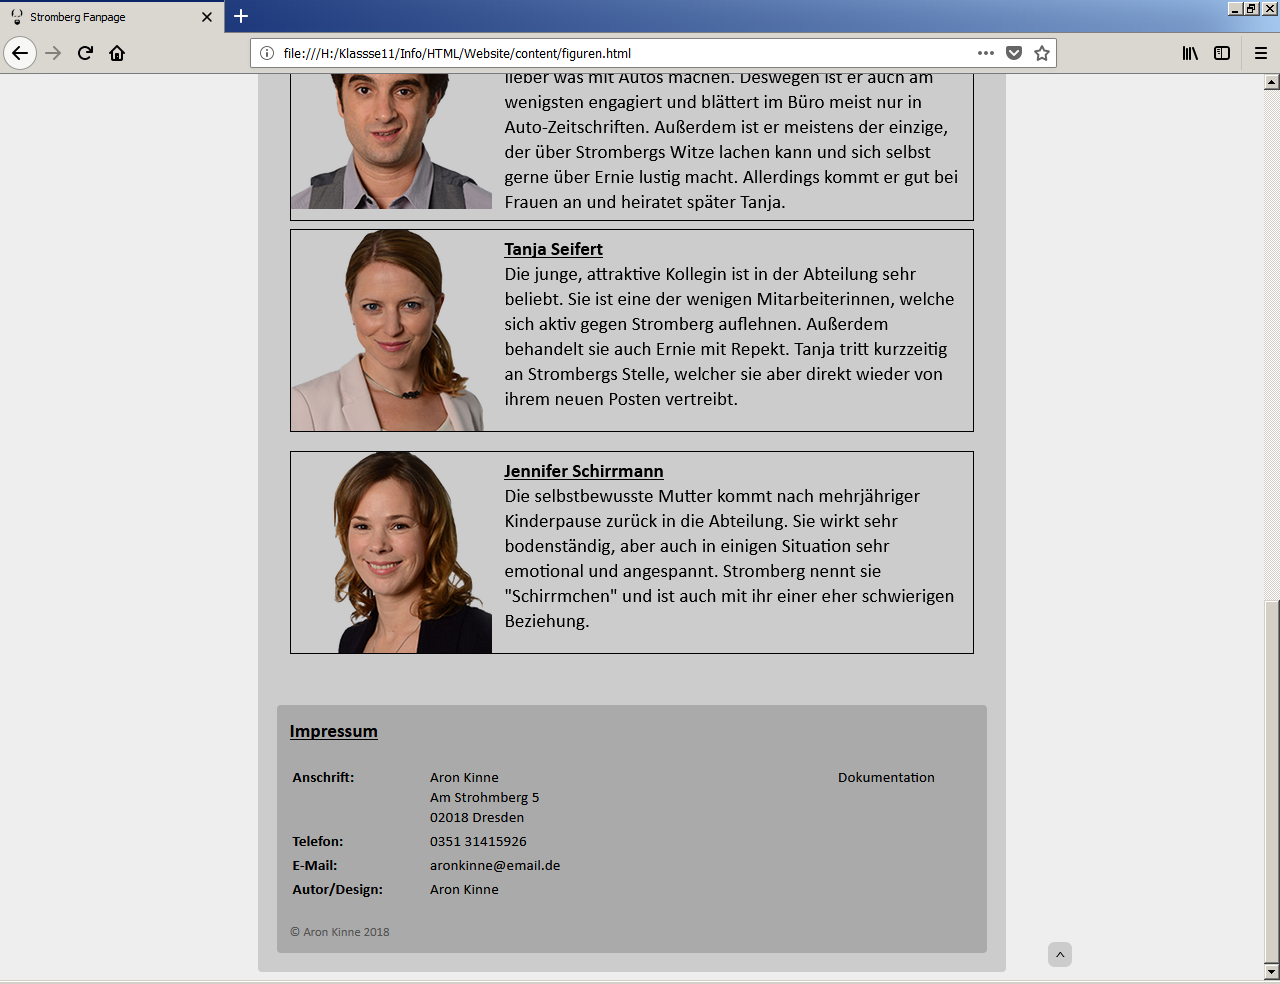 Stromberg Fanpage
file:///H:/Klassse11/Info/HTML/Website/content/figuren.html
lieber was mit Autos machen. Deswegen ist er auch am
wenigsten engagiert und blättert im Büro meist nur in
Auto-Zeitschriften. Außerdem ist er meistens der einzige,
der über Strombergs Witze lachen kann und sich selbst
gerne über Ernie lustig macht. Allerdings kommt er gut bei
Frauen an und heiratet später Tanja.
Tanja Seifert
Die junge, attraktive Kollegin ist in der Abteilung sehr
beliebt. Sie ist eine der wenigen Mitarbeiterinnen, welche
sich aktiv gegen Stromberg auflehnen. Außerdem
behandelt sie auch Ernie mit Repekt. Tanja tritt kurzzeitig
an Strombergs Stelle, welcher sie aber direkt wieder von
ihrem neuen Posten vertreibt.
Jennifer Schirrmann
Die selbstbewusste Mutter kommt nach mehrjähriger
Kinderpause zurück in die Abteilung. Sie wirkt sehr
bodenständig, aber auch in einigen Situation sehr
emotional und angespannt. Stromberg nennt sie
"Schirrmchen" und ist auch mit ihr einer eher schwierigen
Beziehung.
Impressum
Anschrift: Aron Kinne Dokumentation
Am Strohmberg 5
02018 Dresden
Telefon: 0351 31415926
E-Mail: aronkinne@email.de
Autor/Design: Aron Kinne
© Aron Kinne 2018